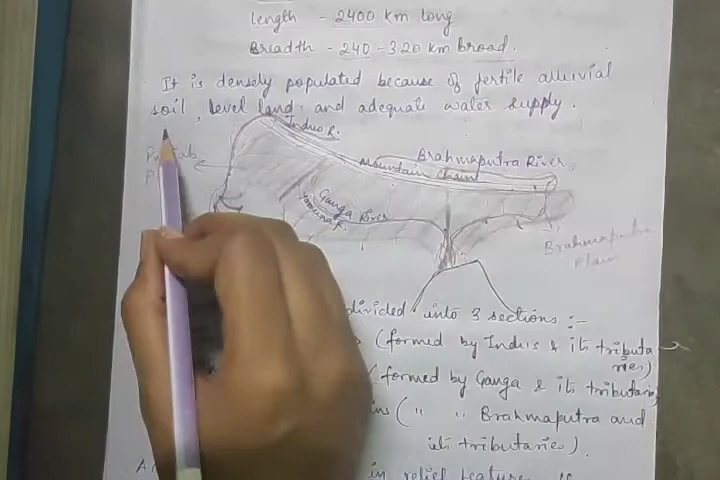 Length - 2400 km long
Breadth - 240 - 320 km broad.
It is densely populated because of fertile alluvial
soil, level land and adequate water supply.
Indus R.
Brahmaputra River
Mountain Chain
Ganga River
Yamuna R.
Brahmaputra
Plain
divided into 3 sections :-
(formed by Indus & its tributa
ries)
(formed by Ganga & its tributaries
ins ( " " Brahmaputra and
its tributaries).
in relief features